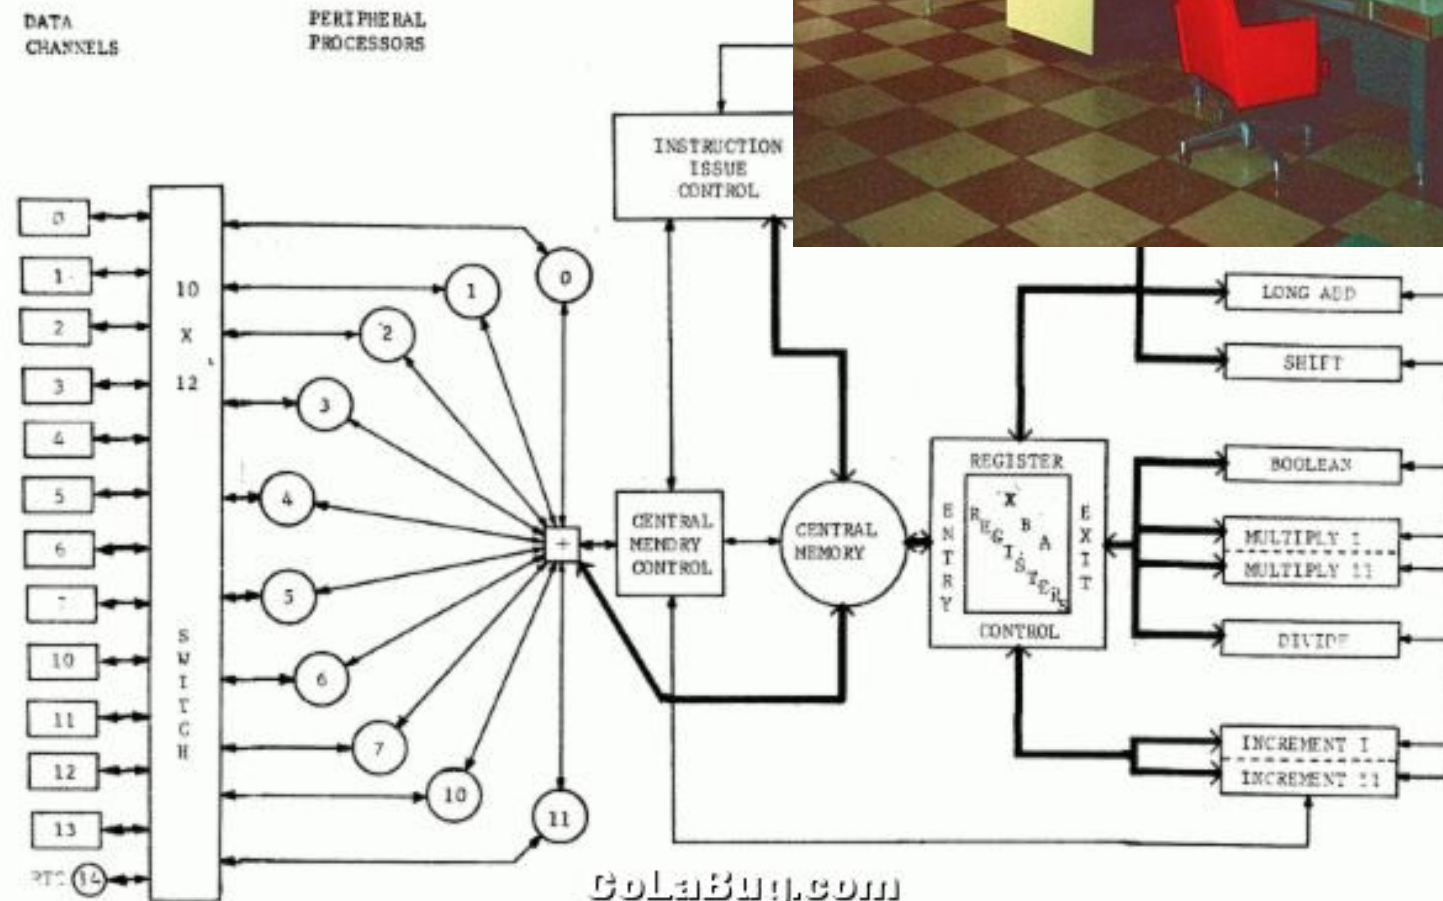 DATA
CHANNELS
PERIPHERAL
PROCESSORS
INSTRUCTION
ISSUE
CONTROL
0
1
2
3
4
5
6
7
10
11
12
13
14
10
X
12
SWITCH
0
1
2
3
4
5
6
7
10
11
+
CENTRAL
MEMORY
CONTROL
CENTRAL
MEMORY
REGISTER
ENTRY
X
B
A
REGISTERS
EXIT
CONTROL
LONG ADD
SHIFT
BOOLEAN
MULTIPLY I
MULTIPLY II
DIVIDE
INCREMENT I
INCREMENT II
CoLaBug.com